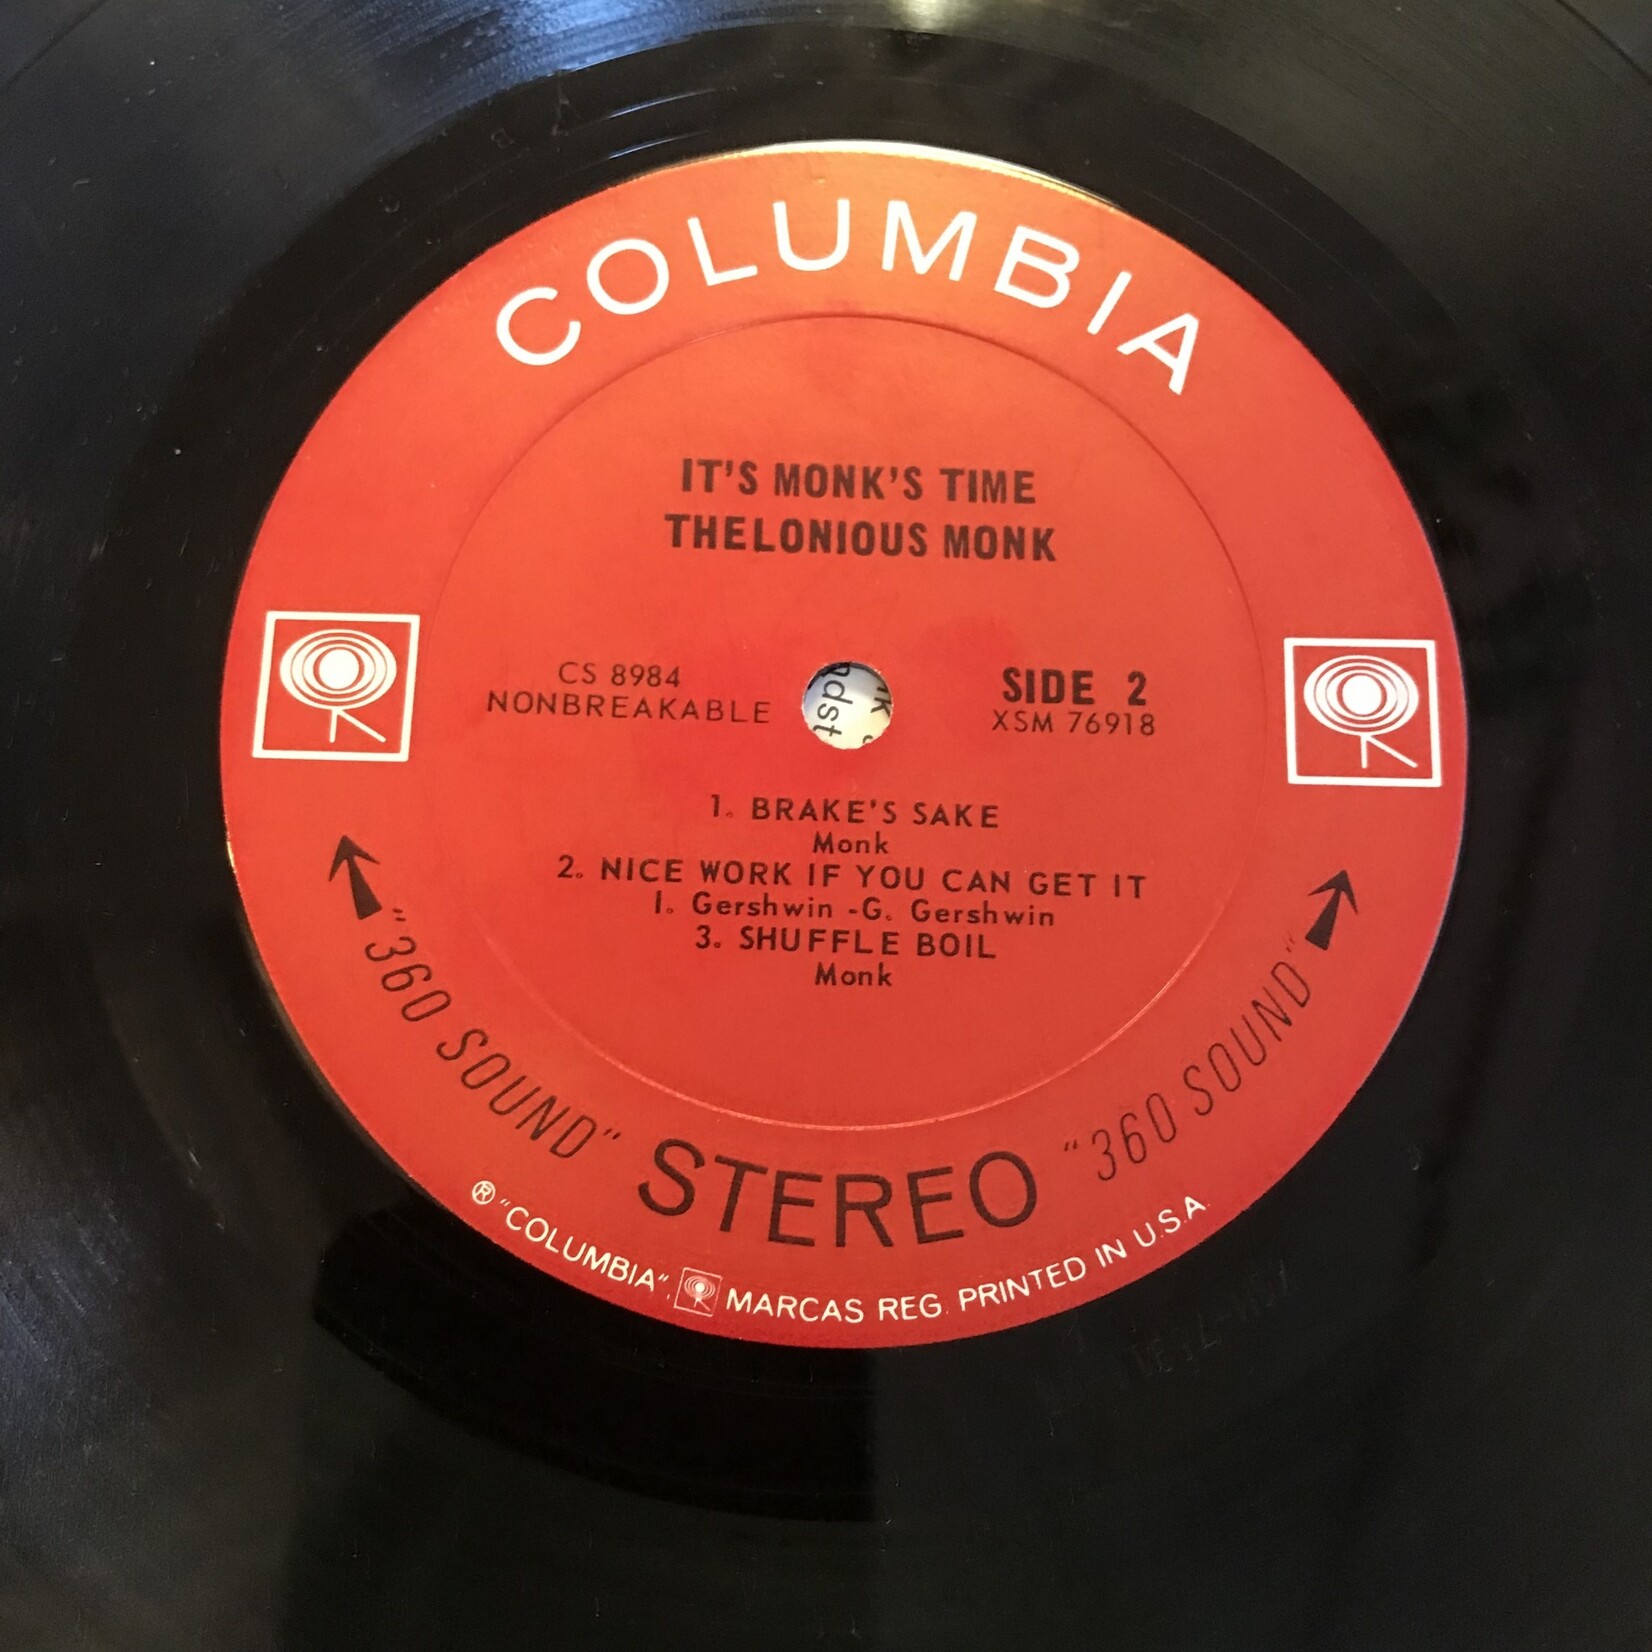 COLUMBIA
IT'S MONK'S TIME
THELONIOUS MONK
CS 8984
NONBREAKABLE
SIDE 2
XSM 76918
1. BRAKE'S SAKE
Monk
2. NICE WORK IF YOU CAN GET IT
I. Gershwin -G. Gershwin
3. SHUFFLE BOIL
Monk
"360 SOUND" STEREO "360 SOUND"
® "COLUMBIA", MARCAS REG. PRINTED IN U.S.A.